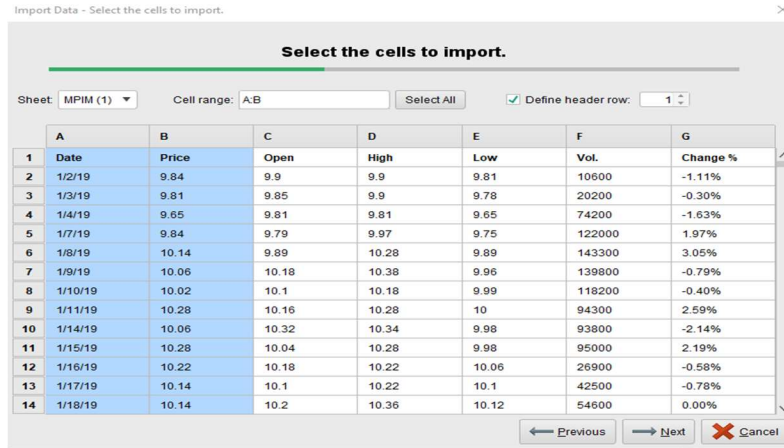 Import Data - Select the cells to import.
Select the cells to import.
Sheet: MPIM (1) Cell range: A:B Select All Define header row: 1
A B C D E F G
1 Date Price Open High Low Vol. Change %
2 1/2/19 9.84 9.9 9.9 9.81 10600 -1.11%
3 1/3/19 9.81 9.85 9.9 9.78 20200 -0.30%
4 1/4/19 9.65 9.81 9.81 9.65 74200 -1.63%
5 1/7/19 9.84 9.79 9.97 9.75 122000 1.97%
6 1/8/19 10.14 9.89 10.28 9.89 143300 3.05%
7 1/9/19 10.06 10.18 10.38 9.96 139800 -0.79%
8 1/10/19 10.02 10.1 10.18 9.99 118200 -0.40%
9 1/11/19 10.28 10.16 10.28 10 94300 2.59%
10 1/14/19 10.06 10.32 10.34 9.98 93800 -2.14%
11 1/15/19 10.28 10.04 10.28 9.98 95000 2.19%
12 1/16/19 10.22 10.18 10.22 10.06 26900 -0.58%
13 1/17/19 10.14 10.1 10.22 10.1 42500 -0.78%
14 1/18/19 10.14 10.2 10.36 10.12 54600 0.00%
Previous Next Cancel